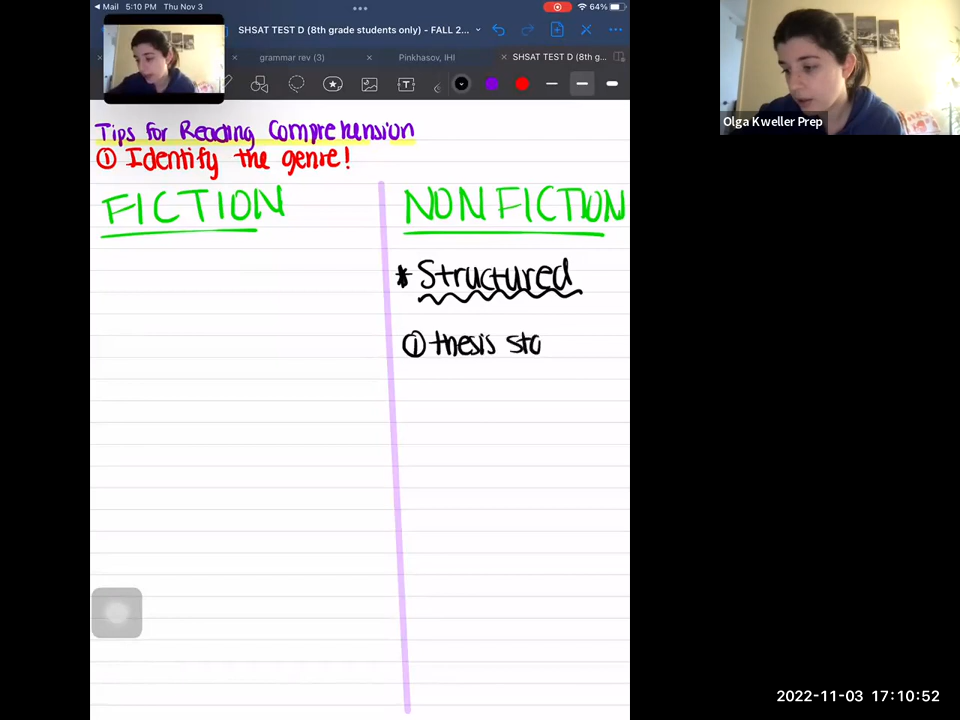 Mail 5:10 PM Thu Nov 3
64%
SHSAT TEST D (8th grade students only) – FALL 2...
grammar rev (3)
Pinkhasov, IHI
SHSAT TEST D (8th g...
Tips for Reading Comprehension
① Identify the genre!
FICTION
NONFICTION
* Structured
① thesis sta
Olga Kweller Prep
2022-11-03 17:10:52